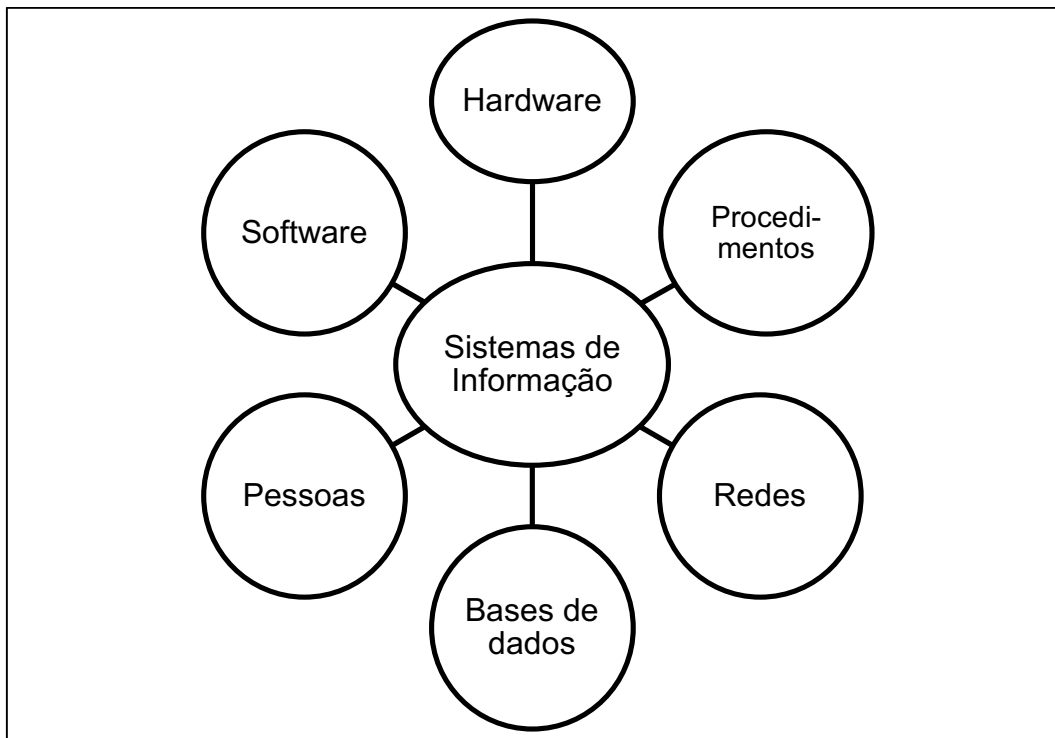 Hardware
Software
Procedi-
mentos
Sistemas de
Informação
Pessoas
Redes
Bases de
dados